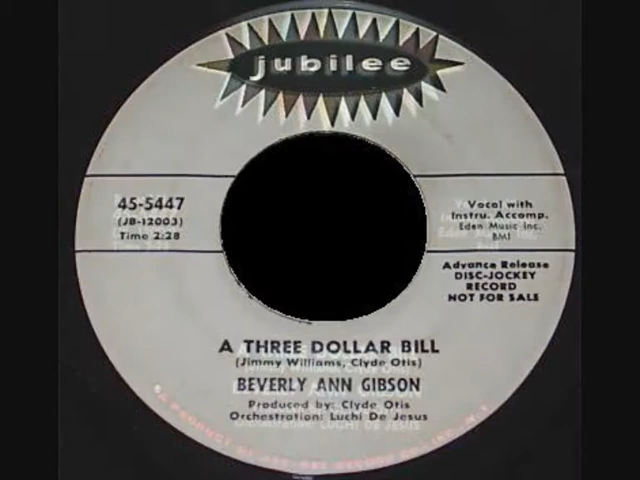 jubilee
45-5447
(JB-12003)
Time 2:28
Vocal with
Instru. Accomp.
Eden Music Inc.
BMI
Advance Release
DISC-JOCKEY
RECORD
NOT FOR SALE
A THREE DOLLAR BILL
(Jimmy Williams, Clyde Otis)
BEVERLY ANN GIBSON
Produced by: Clyde Otis
Orchestration: Luchi De Jesus
A PRODUCT OF